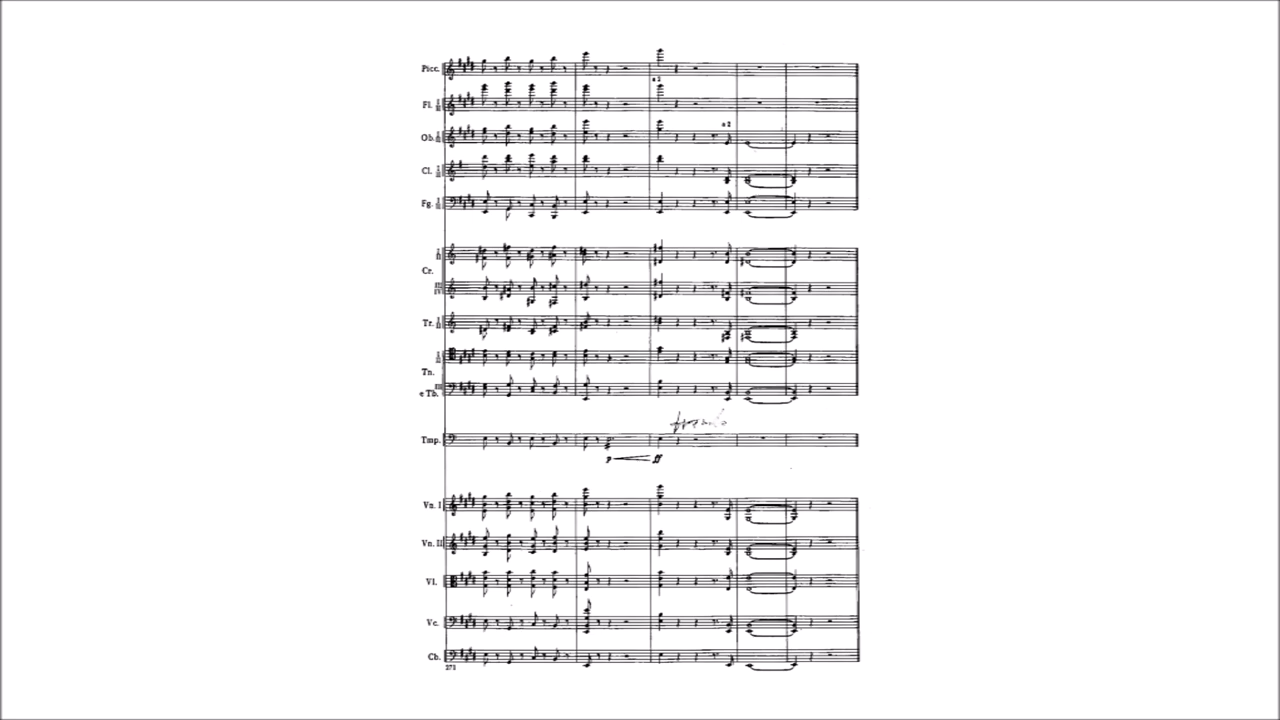 Picc.
a 2
Fl. I II
a 2
Ob. I II
Cl. I II
Fg. I II
I II
Cr.
III IV
Tr. I II
I II
Tn.
III
e Tb.
Tmp.
p ff
Vn. I
Vn. II
Vl.
Vc.
Cb.
271